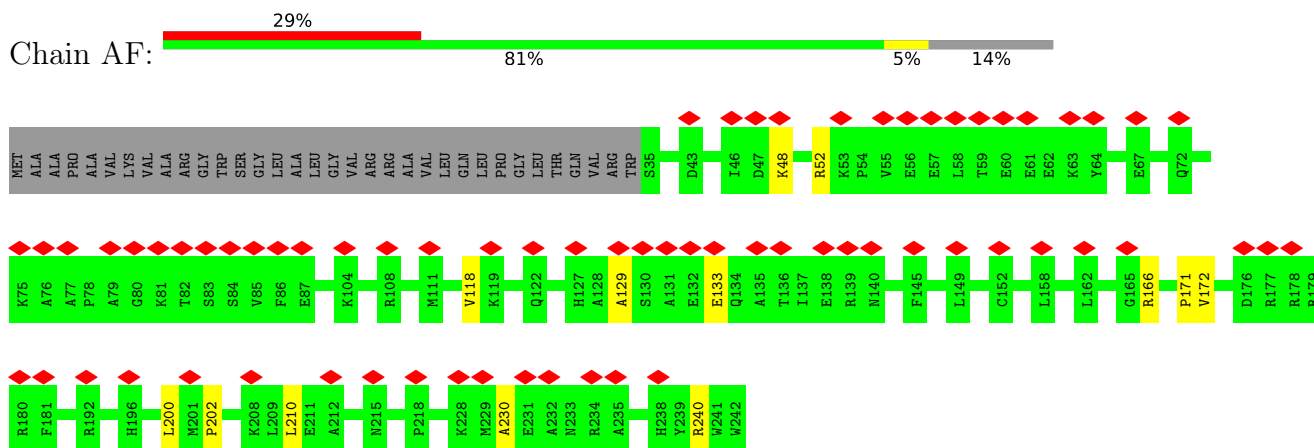 29%
Chain AF:
81% 5% 14%
MET ALA ALA PRO ALA VAL LYS VAL ALA ARG GLY TRP SER GLY LEU ALA LEU GLY VAL ARG ARG ALA VAL LEU GLN LEU PRO GLY LEU THR GLN VAL ARG TRP S35 D43 I46 D47 K48 R52 K53 P54 V55 E56 E57 L58 T59 E60 E61 E62 K63 Y64 E67 Q72
K75 A76 A77 P78 A79 G80 K81 T82 S83 S84 V85 F86 E87 K104 R108 M111 V118 K119 Q122 H127 A128 A129 S130 A131 E132 E133 Q134 A135 T136 I137 E138 R139 N140 F145 L149 C152 L158 L162 G165 R166 P171 V172 D176 R177 R178
R180 F181 R192 H196 L200 M201 P202 K208 L209 L210 E211 A212 N215 P218 K228 M229 A230 E231 A232 N233 R234 A235 H238 Y239 R240 W241 W242